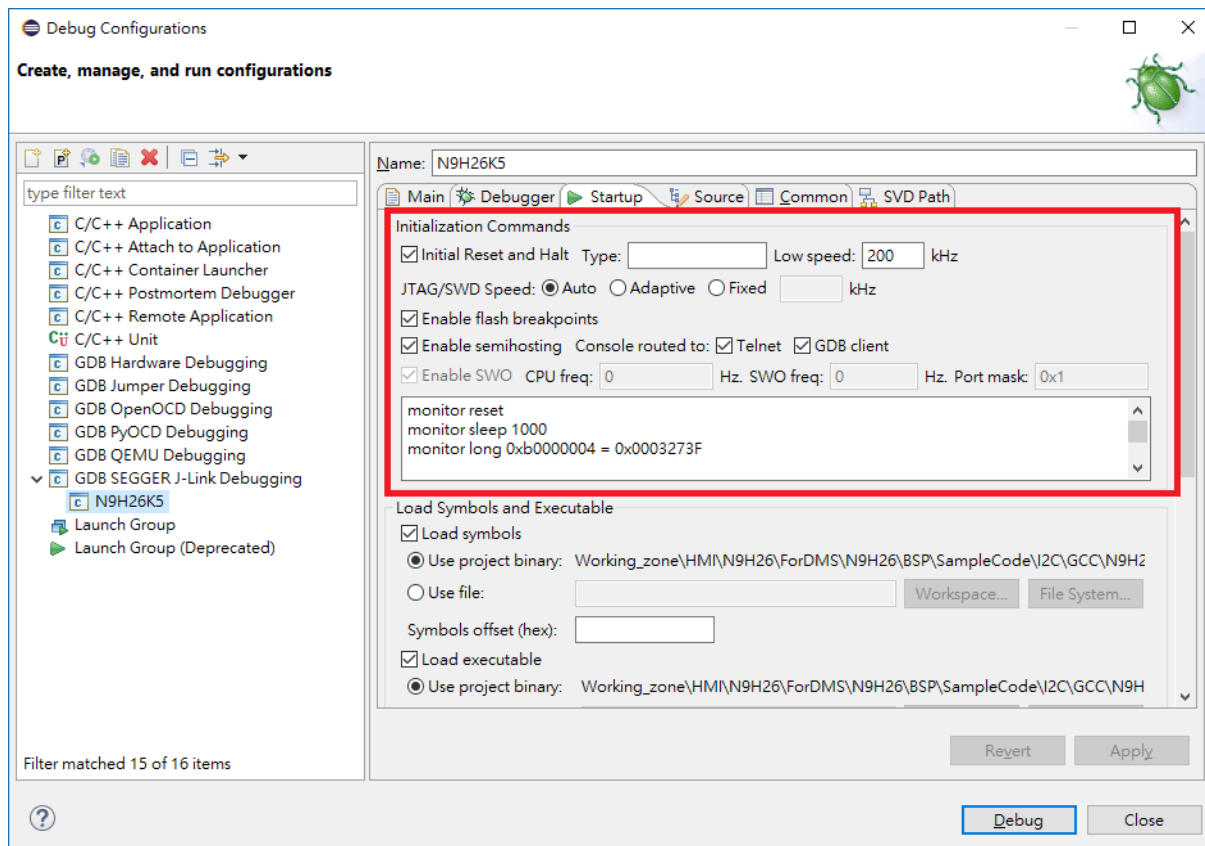 Debug Configurations
Create, manage, and run configurations
type filter text
C/C++ Application
C/C++ Attach to Application
C/C++ Container Launcher
C/C++ Postmortem Debugger
C/C++ Remote Application
C/C++ Unit
GDB Hardware Debugging
GDB Jumper Debugging
GDB OpenOCD Debugging
GDB PyOCD Debugging
GDB QEMU Debugging
GDB SEGGER J-Link Debugging
N9H26K5
Launch Group
Launch Group (Deprecated)
Filter matched 15 of 16 items
Name: N9H26K5
Main Debugger Startup Source Common SVD Path
Initialization Commands
Initial Reset and Halt Type: Low speed: 200 kHz
JTAG/SWD Speed: Auto Adaptive Fixed kHz
Enable flash breakpoints
Enable semihosting Console routed to: Telnet GDB client
Enable SWO CPU freq: 0 Hz. SWO freq: 0 Hz. Port mask: 0x1
monitor reset
monitor sleep 1000
monitor long 0xb0000004 = 0x0003273F
Load Symbols and Executable
Load symbols
Use project binary: Working_zone\HMI\N9H26\ForDMS\N9H26\BSP\SampleCode\I2C\GCC\N9H2
Use file: Workspace... File System...
Symbols offset (hex):
Load executable
Use project binary: Working_zone\HMI\N9H26\ForDMS\N9H26\BSP\SampleCode\I2C\GCC\N9H
Revert Apply
Debug Close